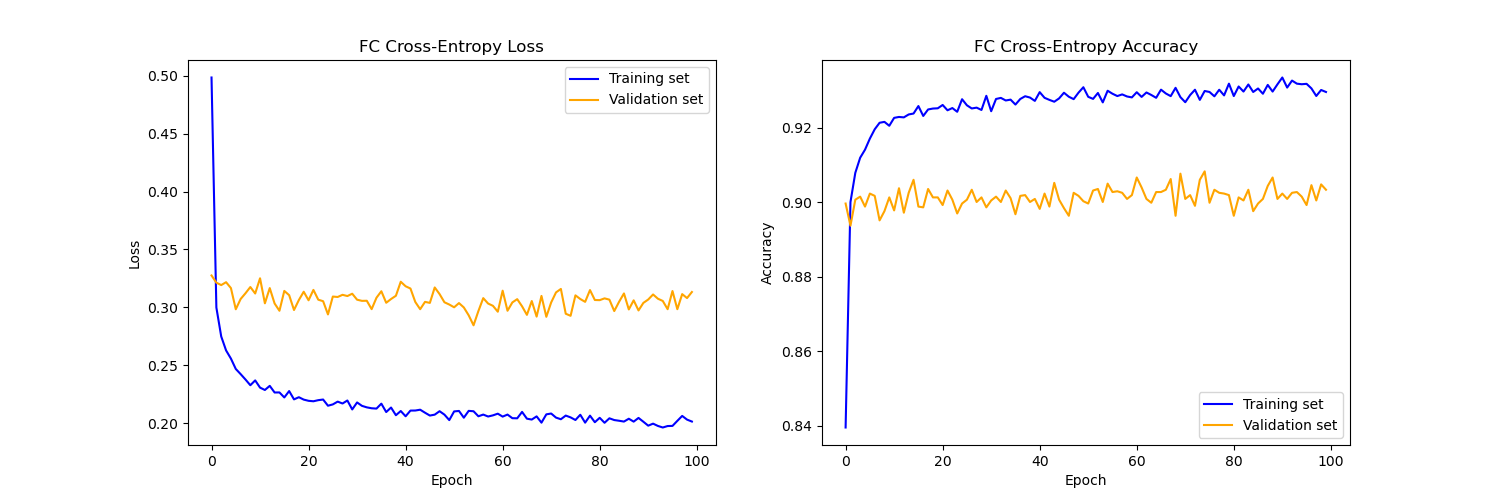 FC Cross-Entropy Loss
Training set
Validation set
0.50
0.45
0.40
0.35
0.30
0.25
0.20
Loss
0 20 40 60 80 100
Epoch
FC Cross-Entropy Accuracy
0.92
0.90
0.88
0.86
0.84
Accuracy
Training set
Validation set
0 20 40 60 80 100
Epoch